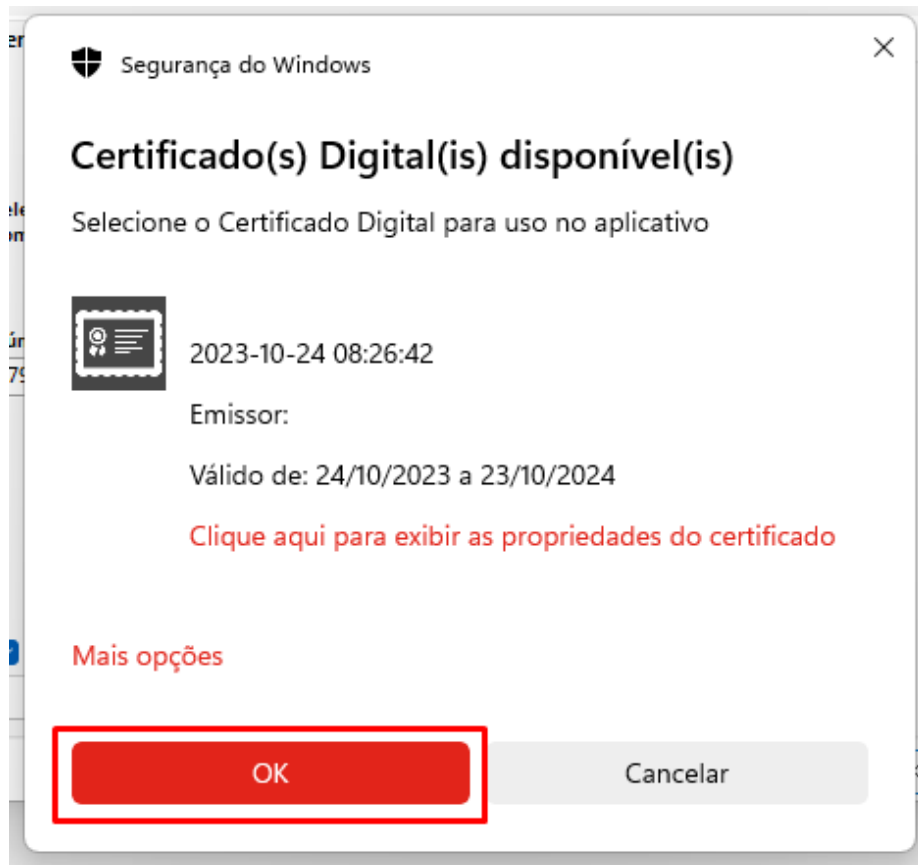 Segurança do Windows
Certificado(s) Digital(is) disponível(is)
Selecione o Certificado Digital para uso no aplicativo
2023-10-24 08:26:42
Emissor:
Válido de: 24/10/2023 a 23/10/2024
Clique aqui para exibir as propriedades do certificado
Mais opções
OK
Cancelar